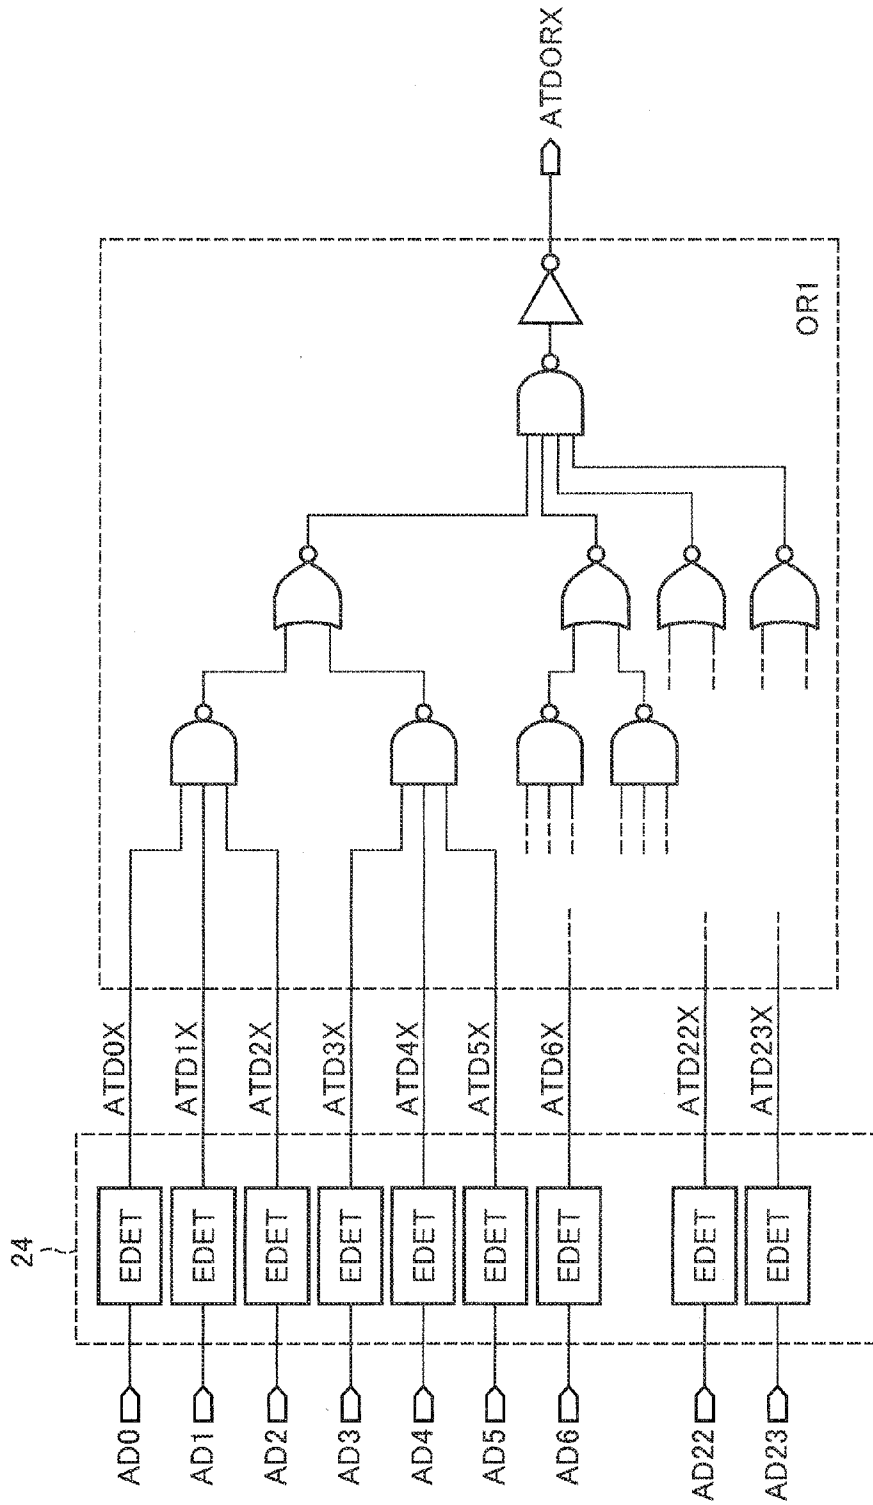 24
AD0
EDET
ATD0X
AD1
EDET
ATD1X
AD2
EDET
ATD2X
AD3
EDET
ATD3X
AD4
EDET
ATD4X
AD5
EDET
ATD5X
AD6
EDET
ATD6X
AD22
EDET
ATD22X
AD23
EDET
ATD23X
OR1
ATDORX